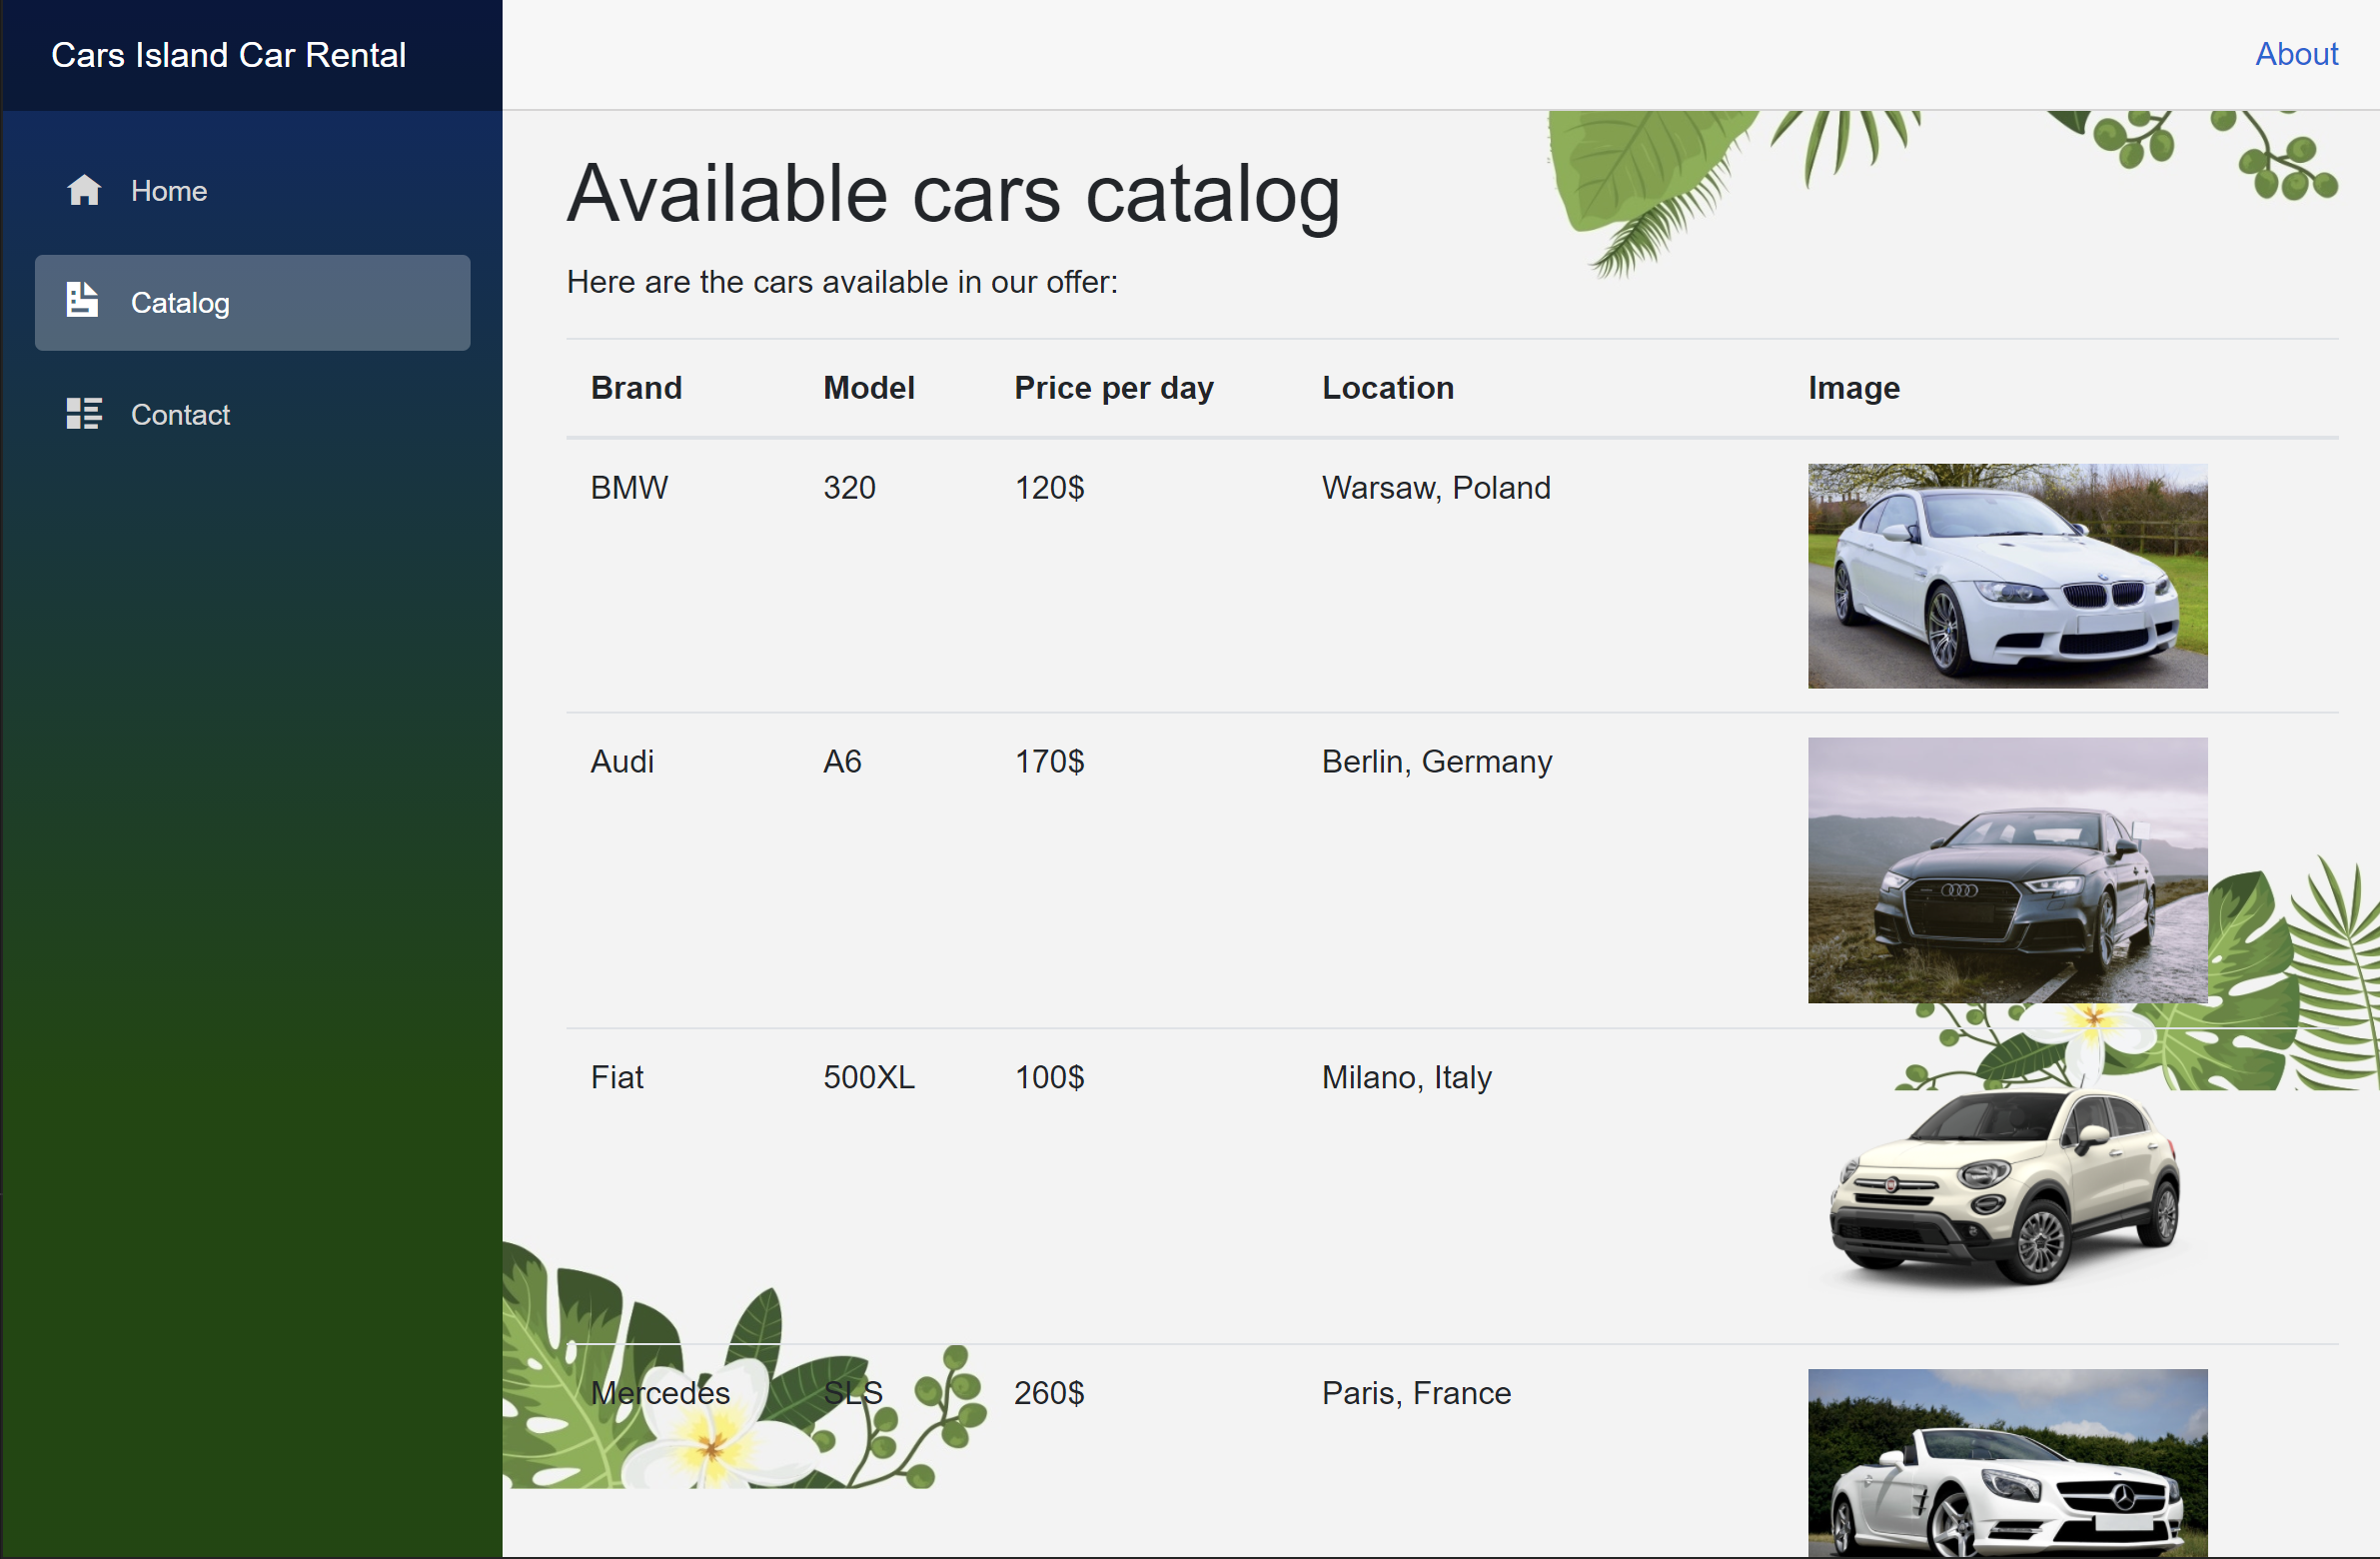 Cars Island Car Rental
About
Home
Catalog
Contact
Available cars catalog
Here are the cars available in our offer:
Brand Model Price per day Location Image
BMW 320 120$ Warsaw, Poland
Audi A6 170$ Berlin, Germany
Fiat 500XL 100$ Milano, Italy
Mercedes SLS 260$ Paris, France